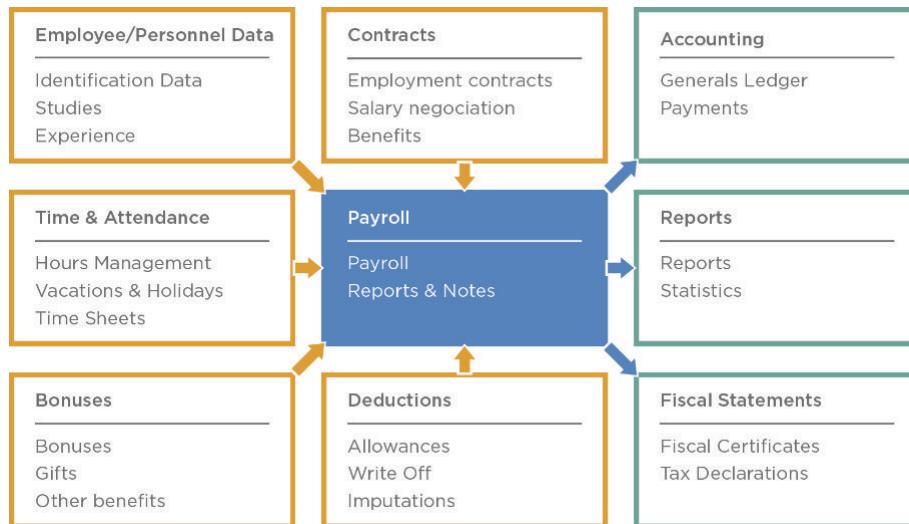 Employee/Personnel Data
Identification Data
Studies
Experience
Contracts
Employment contracts
Salary negociation
Benefits
Accounting
Generals Ledger
Payments
Time & Attendance
Hours Management
Vacations & Holidays
Time Sheets
Payroll
Payroll
Reports & Notes
Reports
Reports
Statistics
Bonuses
Bonuses
Gifts
Other benefits
Deductions
Allowances
Write Off
Imputations
Fiscal Statements
Fiscal Certificates
Tax Declarations